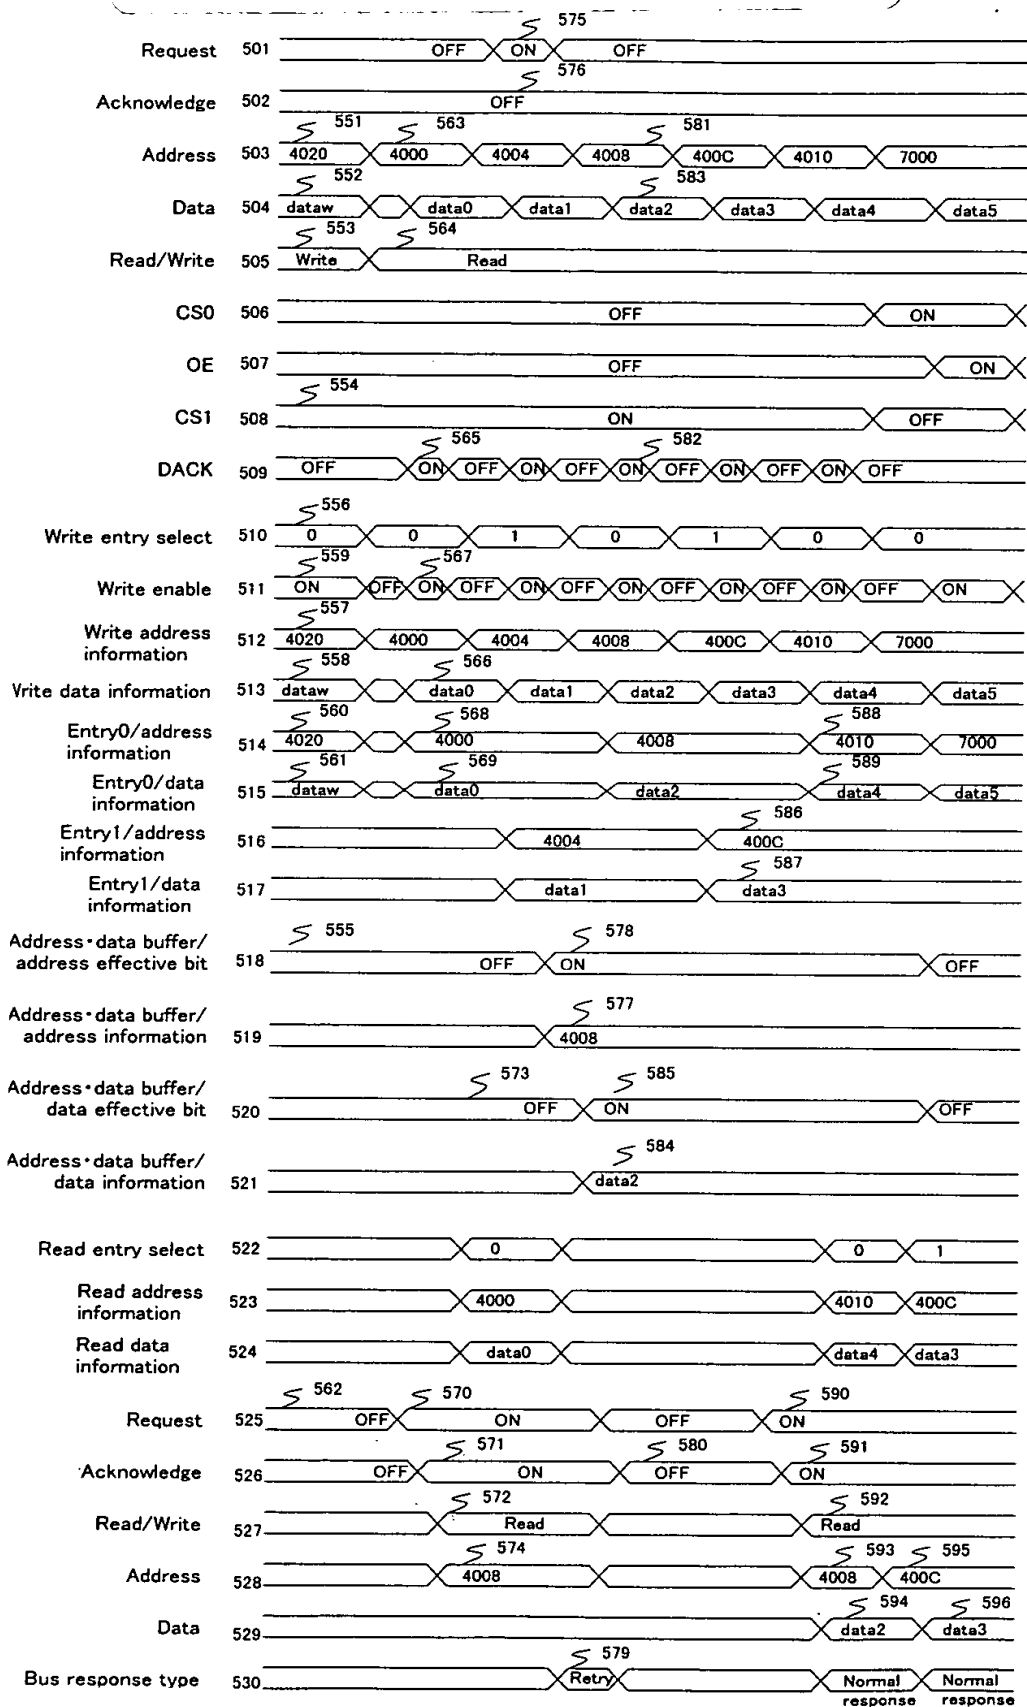 575
Request 501 OFF ON OFF
576
Acknowledge 502 OFF
551 563 581
Address 503 4020 4000 4004 4008 400C 4010 7000
552 583
Data 504 dataw data0 data1 data2 data3 data4 data5
553 564
Read/Write 505 Write Read
CS0 506 OFF ON
OE 507 OFF ON
554
CS1 508 ON OFF
565 582
DACK 509 OFF ON OFF ON OFF ON OFF ON OFF ON OFF
556
Write entry select 510 0 0 1 0 1 0 0
559 567
Write enable 511 ON OFF ON OFF ON OFF ON OFF ON OFF ON OFF ON
557
Write address
information 512 4020 4000 4004 4008 400C 4010 7000
558 566
Write data information 513 dataw data0 data1 data2 data3 data4 data5
560 568 588
Entry0/address
information 514 4020 4000 4008 4010 7000
561 569 589
Entry0/data
information 515 dataw data0 data2 data4 data5
586
Entry1/address
information 516 4004 400C
587
Entry1/data
information 517 data1 data3
555 578
Address・data buffer/
address effective bit 518 OFF ON OFF
577
Address・data buffer/
address information 519 4008
573 585
Address・data buffer/
data effective bit 520 OFF ON OFF
584
Address・data buffer/
data information 521 data2
Read entry select 522 0 0 1
Read address
information 523 4000 4010 400C
Read data
information 524 data0 data4 data3
562 570 590
Request 525 OFF ON OFF ON
571 580 591
Acknowledge 526 OFF ON OFF ON
572 592
Read/Write 527 Read Read
574 593 595
Address 528 4008 4008 400C
594 596
Data 529 data2 data3
579
Bus response type 530 Retry Normal Normal
response response